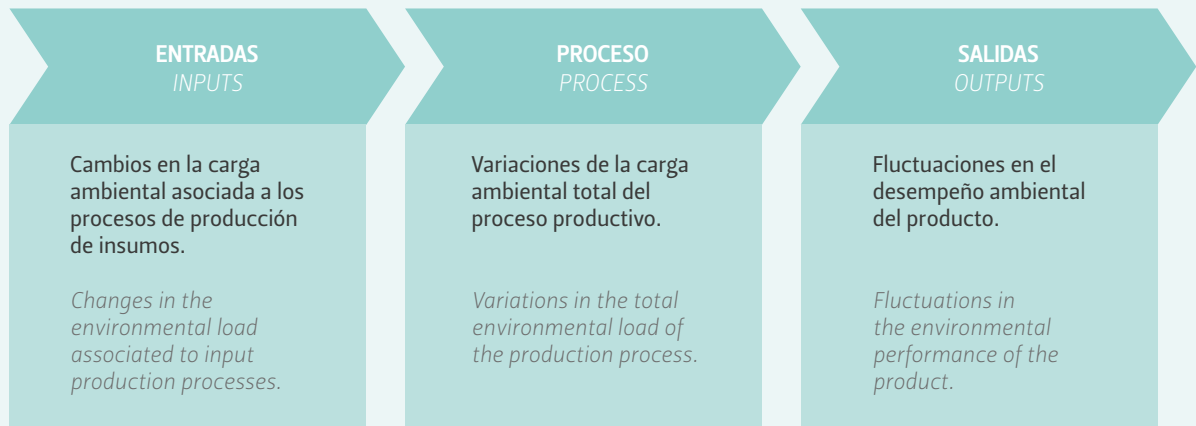 ENTRADAS
INPUTS
Cambios en la carga
ambiental asociada a los
procesos de producción
de insumos.
Changes in the
environmental load
associated to input
production processes.
PROCESO
PROCESS
Variaciones de la carga
ambiental total del
proceso productivo.
Variations in the total
environmental load of
the production process.
SALIDAS
OUTPUTS
Fluctuaciones en el
desempeño ambiental
del producto.
Fluctuations in
the environmental
performance of the
product.